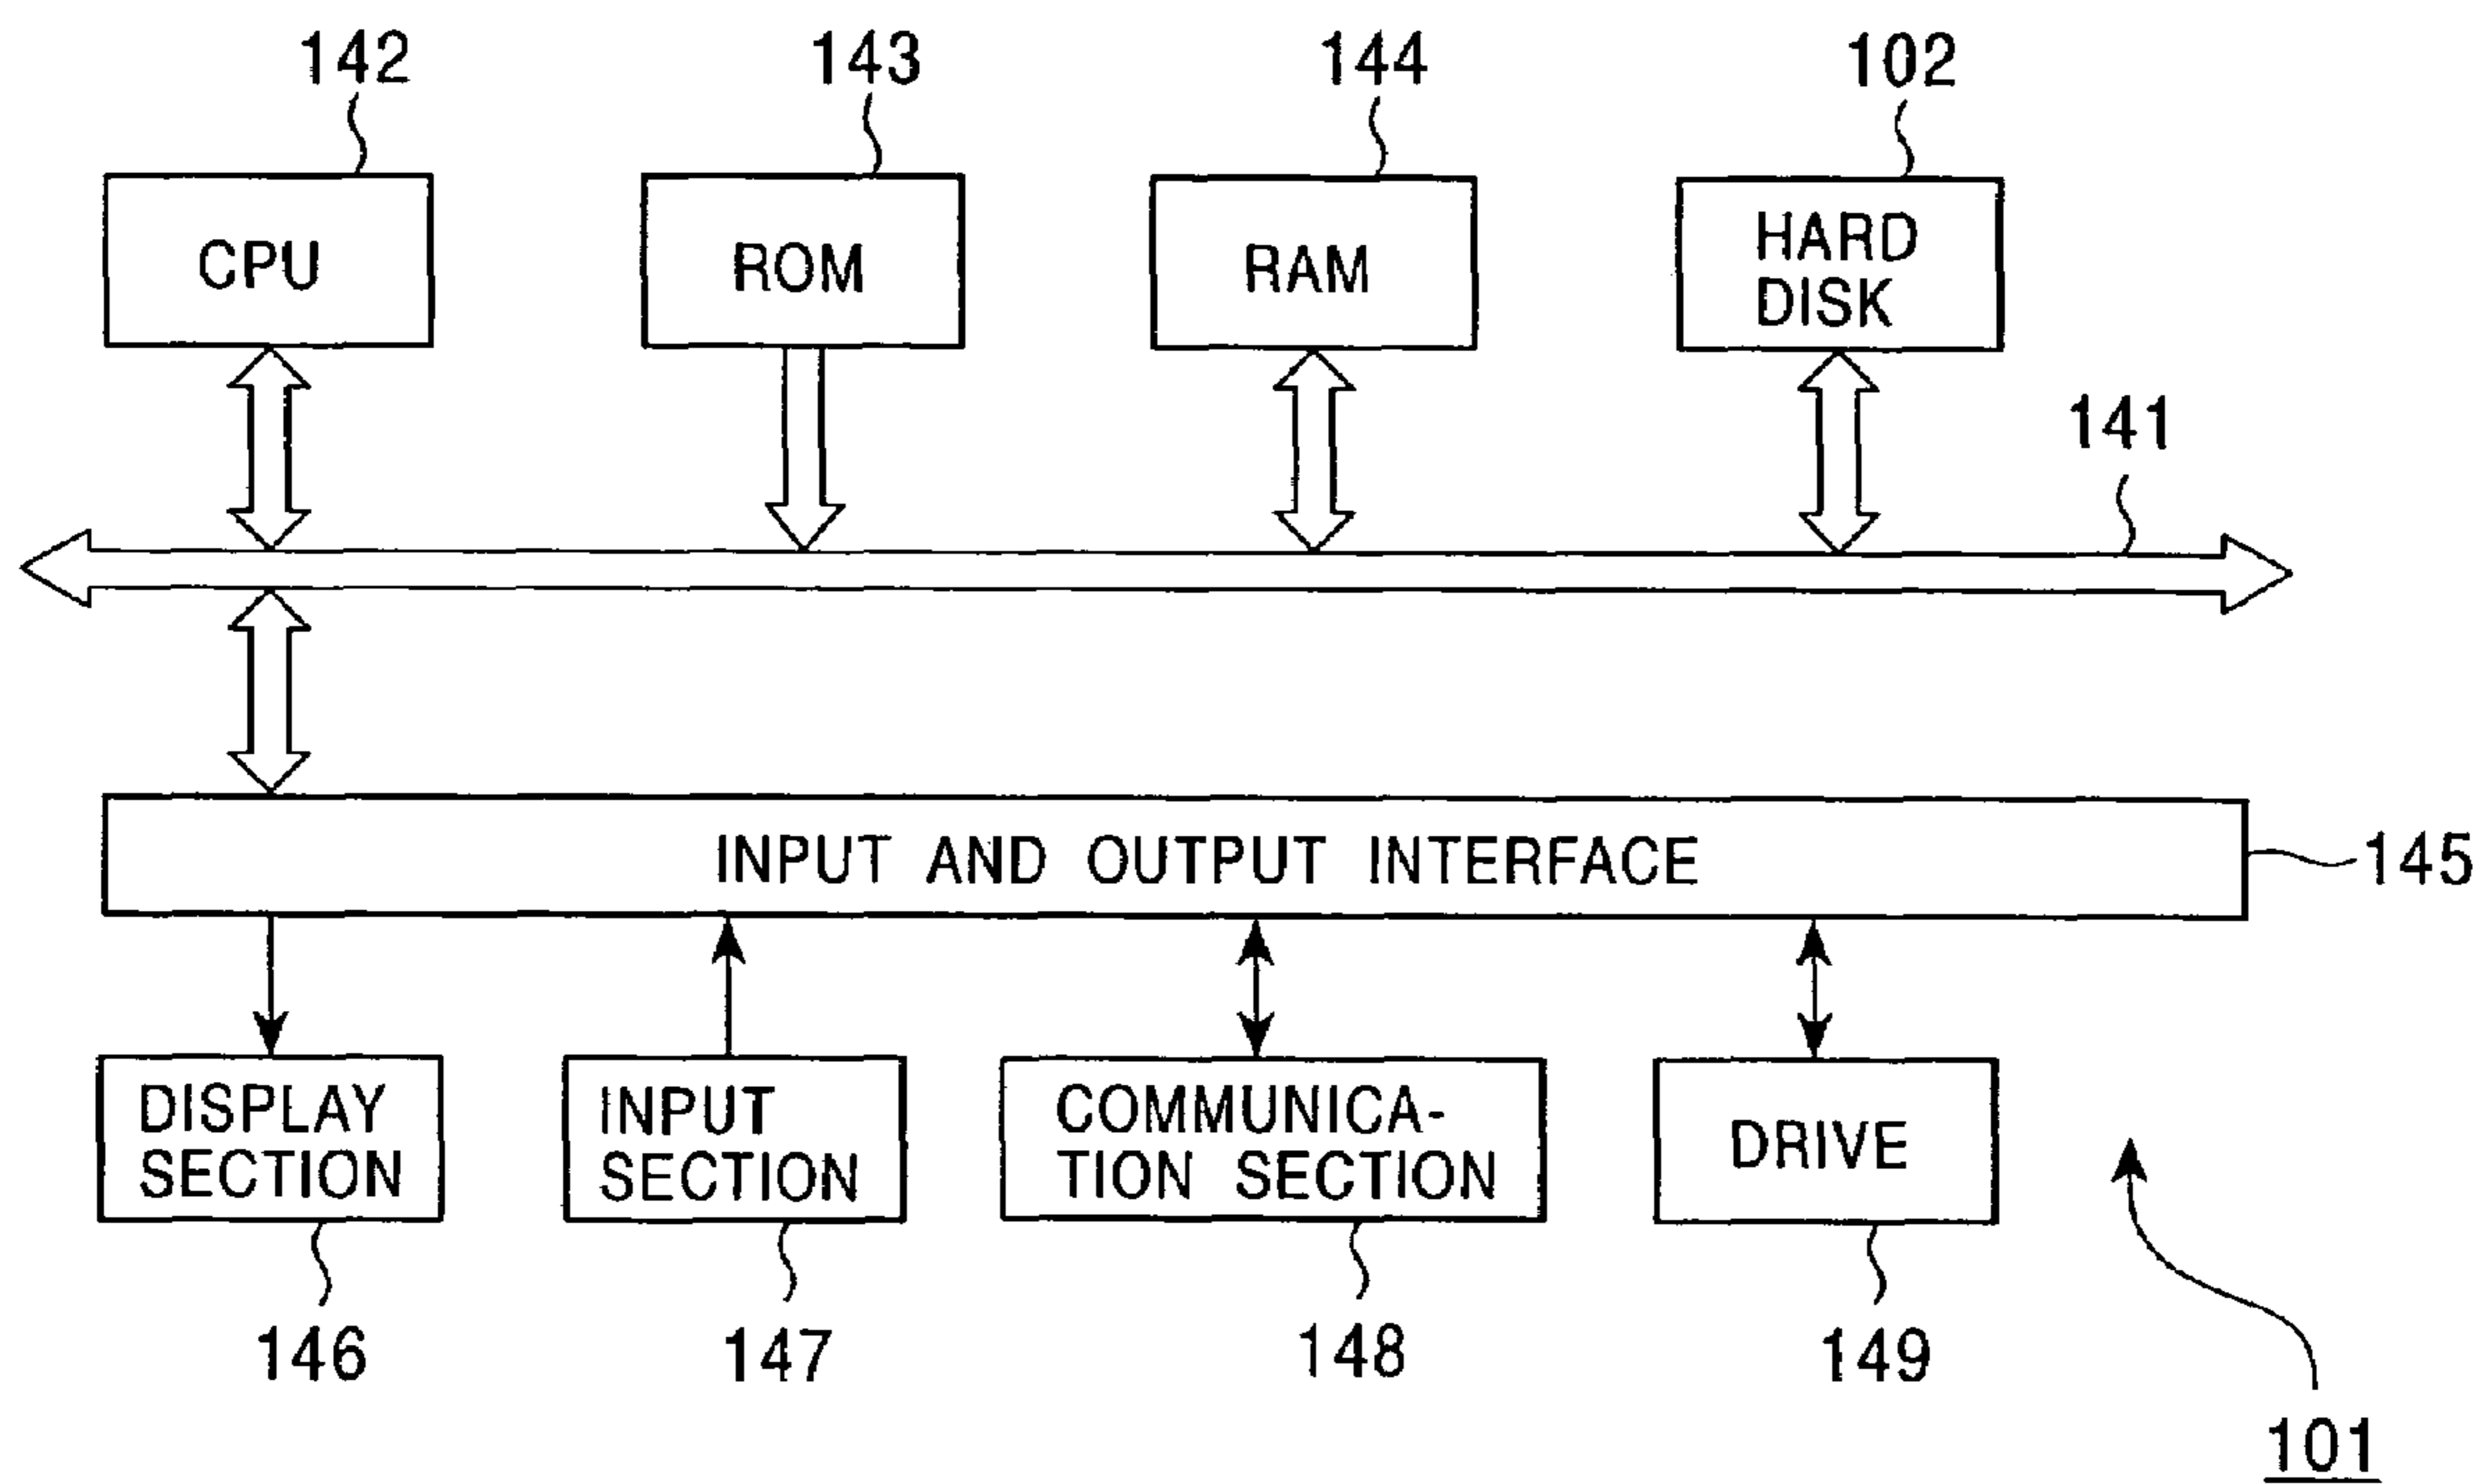 142
143
144
102
CPU
ROM
RAM
HARD
DISK
141
INPUT AND OUTPUT INTERFACE
145
DISPLAY
SECTION
INPUT
SECTION
COMMUNICA-
TION SECTION
DRIVE
146
147
148
149
101